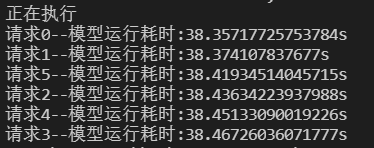 正在执行
请求0--模型运行耗时:38.35717725753784s
请求1--模型运行耗时:38.374107837677s
请求5--模型运行耗时:38.41934514045715s
请求2--模型运行耗时:38.43634223937988s
请求4--模型运行耗时:38.45133090019226s
请求3--模型运行耗时:38.46726036071777s